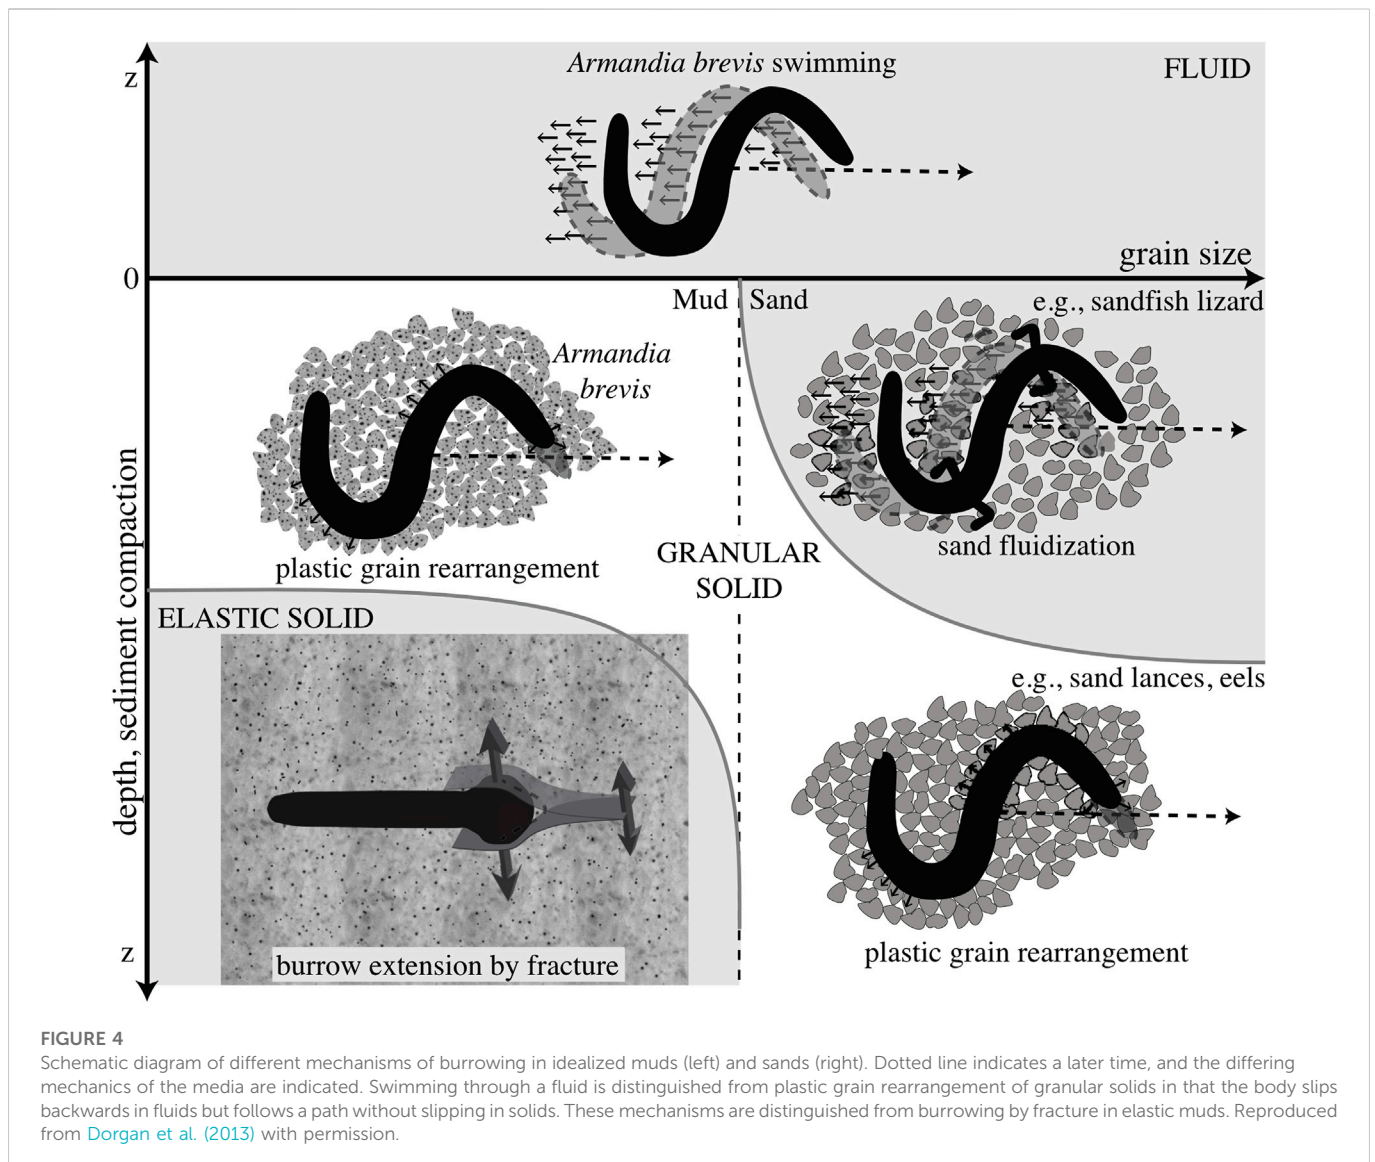 z
Armandia brevis swimming
FLUID
grain size
0
Mud
Sand
e.g., sandfish lizard
Armandia
brevis
plastic grain rearrangement
sand fluidization
GRANULAR
SOLID
depth, sediment compaction
ELASTIC SOLID
e.g., sand lances, eels
burrow extension by fracture
plastic grain rearrangement
z
FIGURE 4
Schematic diagram of different mechanisms of burrowing in idealized muds (left) and sands (right). Dotted line indicates a later time, and the differing
mechanics of the media are indicated. Swimming through a fluid is distinguished from plastic grain rearrangement of granular solids in that the body slips
backwards in fluids but follows a path without slipping in solids. These mechanisms are distinguished from burrowing by fracture in elastic muds. Reproduced
from Dorgan et al. (2013) with permission.